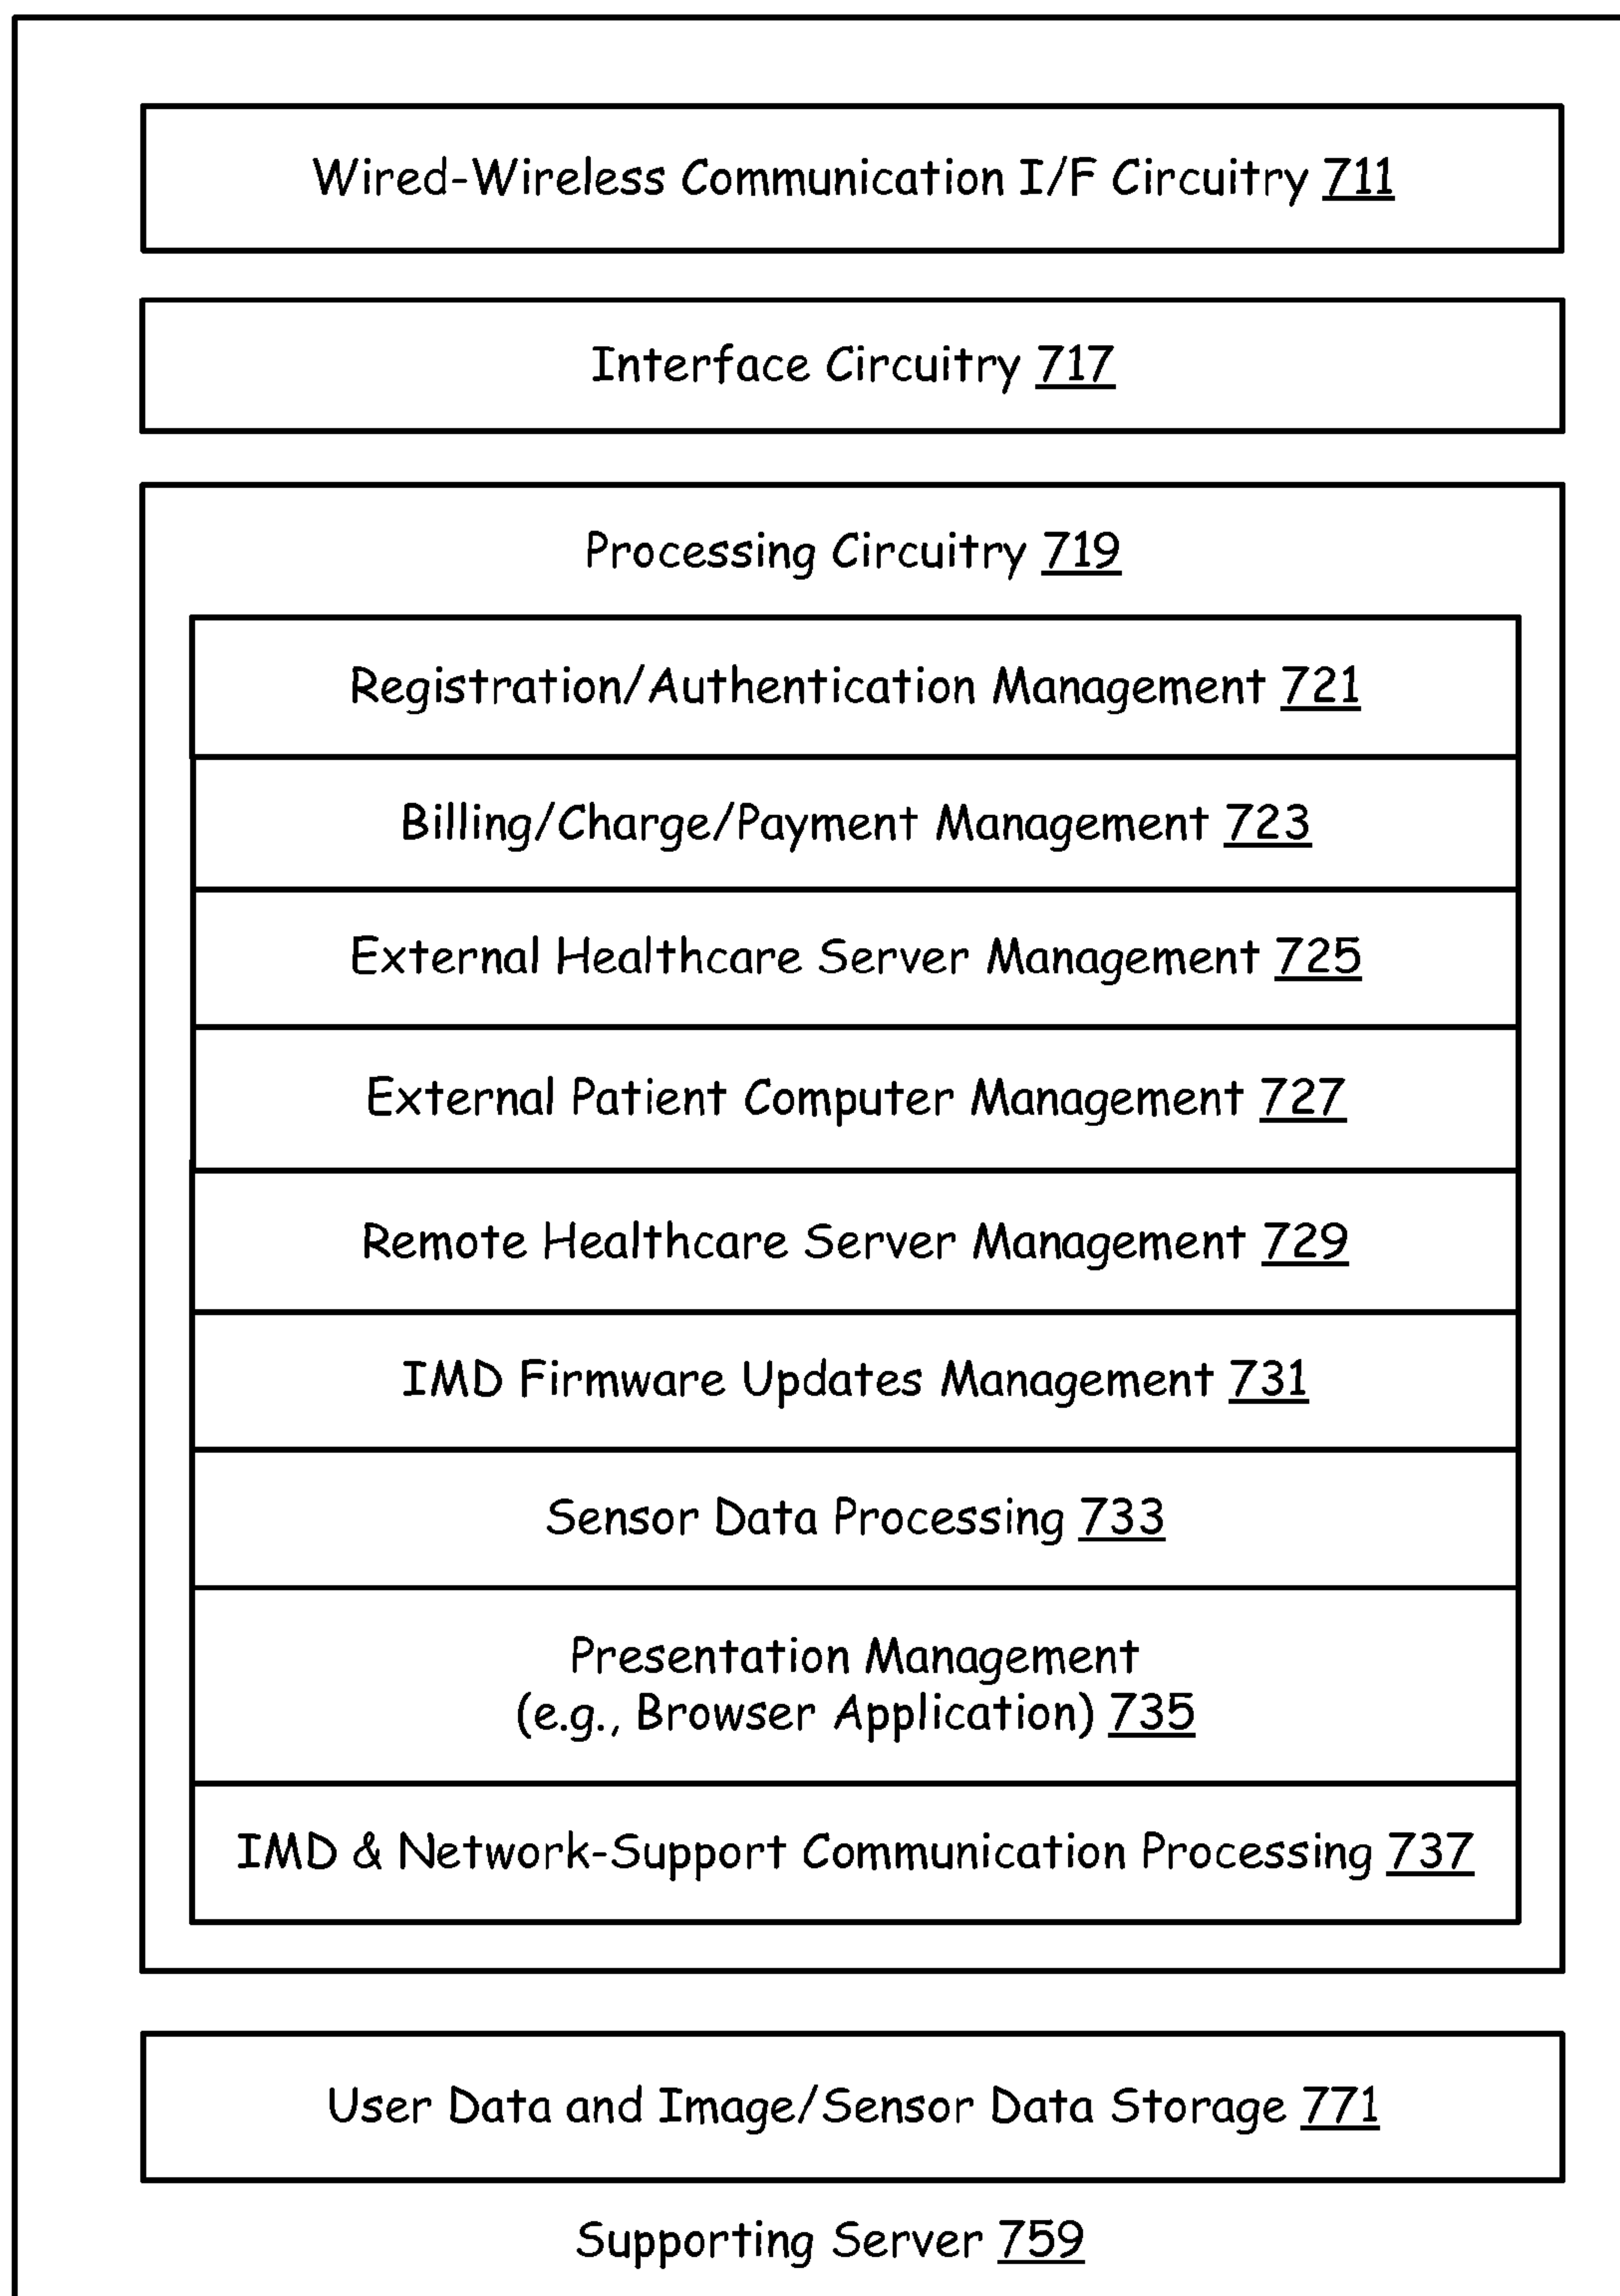 Wired-Wireless Communication I/F Circuitry 711
Interface Circuitry 717
Processing Circuitry 719
Registration/Authentication Management 721
Billing/Charge/Payment Management 723
External Healthcare Server Management 725
External Patient Computer Management 727
Remote Healthcare Server Management 729
IMD Firmware Updates Management 731
Sensor Data Processing 733
Presentation Management
(e.g., Browser Application) 735
IMD & Network-Support Communication Processing 737
User Data and Image/Sensor Data Storage 771
Supporting Server 759